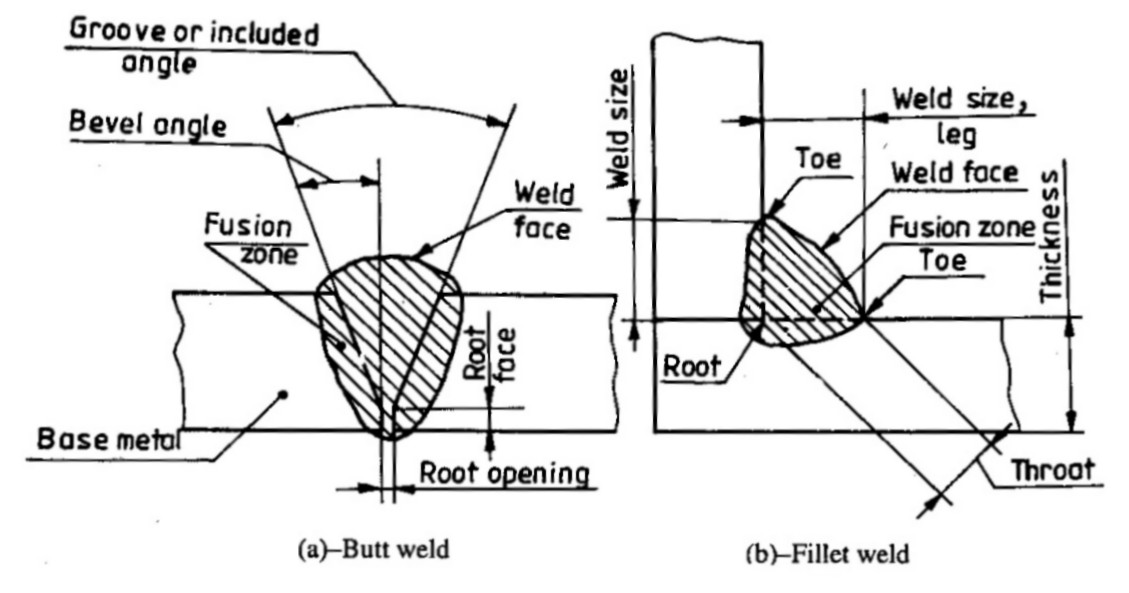 Groove or included
angle
Bevel angle
Weld
face
Fusion
zone
Root
face
Base metal
Root opening
(a)–Butt weld
Weld size
Weld size,
leg
Toe
Weld face
Fusion zone
Toe
Thickness
Root
Throat
(b)–Fillet weld